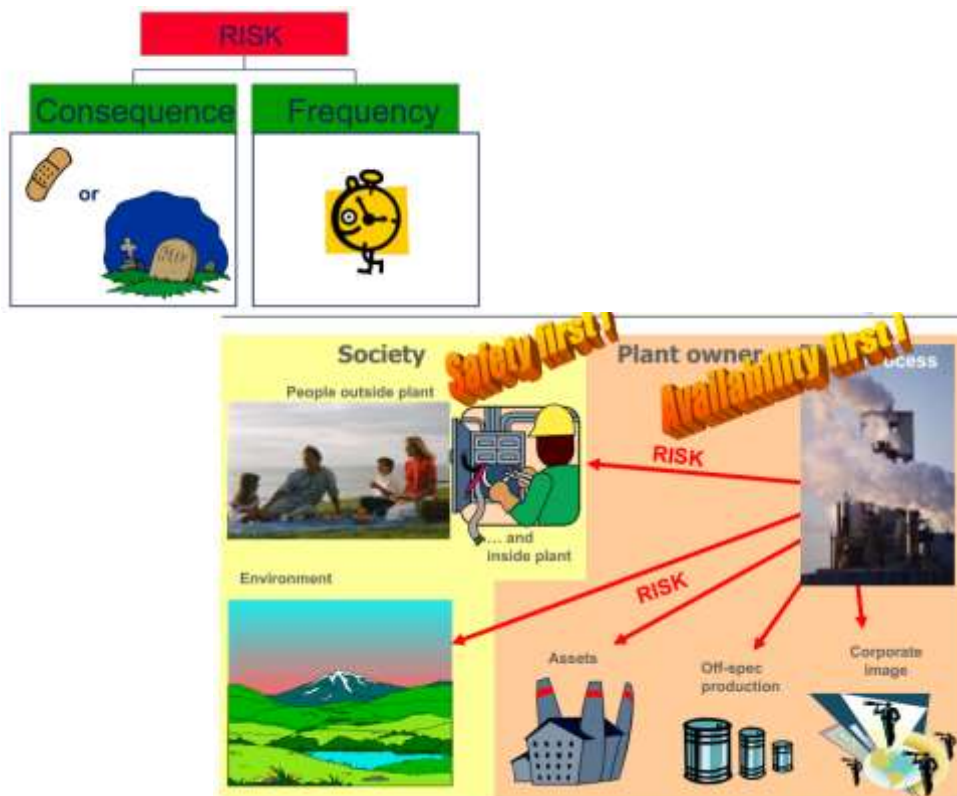 RISK
Consequence
Frequency
or
Safety first !
Availability first !
Society
Plant owner
People outside plant
RISK
... and
inside plant
Environment
RISK
Assets
Off-spec
production
Corporate
image